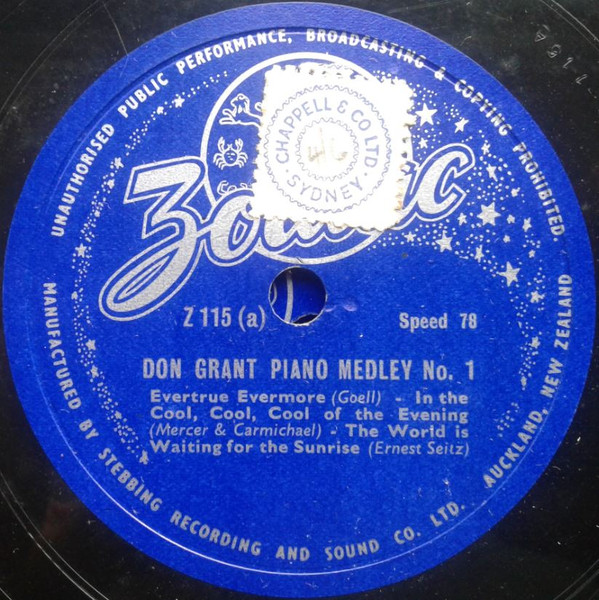 UNAUTHORISED PUBLIC PERFORMANCE, BROADCASTING & COPYING PROHIBITED.
CHAPPELL & CO LTD.
SYDNEY
Z 115 (a)
Speed 78
DON GRANT PIANO MEDLEY No. 1
Evertrue Evermore (Goell) - In the
Cool, Cool, Cool of the Evening
(Mercer & Carmichael) - The World is
Waiting for the Sunrise (Ernest Seitz)
MANUFACTURED BY STEBBING RECORDING AND SOUND CO. LTD. AUCKLAND, NEW ZEALAND